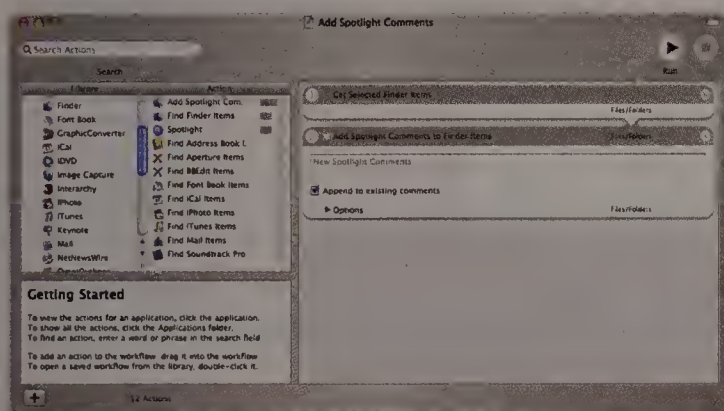 Add Spotlight Comments
Search Actions
Search
Run
Library
Action
Finder
Font Book
GraphicConverter
iCal
iDVD
Image Capture
Interarchy
iPhoto
iTunes
Keynote
Mail
NetNewsWire
Add Spotlight Com.
Find Finder Items
Spotlight
Find Address Book I.
Find Aperture Items
Find BBEdit Items
Find Font Book Items
Find iCal Items
Find iPhoto Items
Find iTunes Items
Find Mail Items
Find Soundtrack Pro
Getting Started
To view the actions for an application, click the application.
To show all the actions, click the Applications folder.
To find an action, enter a word or phrase in the search field
To add an action to the workflow drag it into the workflow
To open a saved workflow from the library, double-click it.
12 Actions
Get Selected Finder Items
Files/Folders
Add Spotlight Comments to Finder Items
Files/Folders
New Spotlight Comments
Append to existing comments
Options
Files/Folders